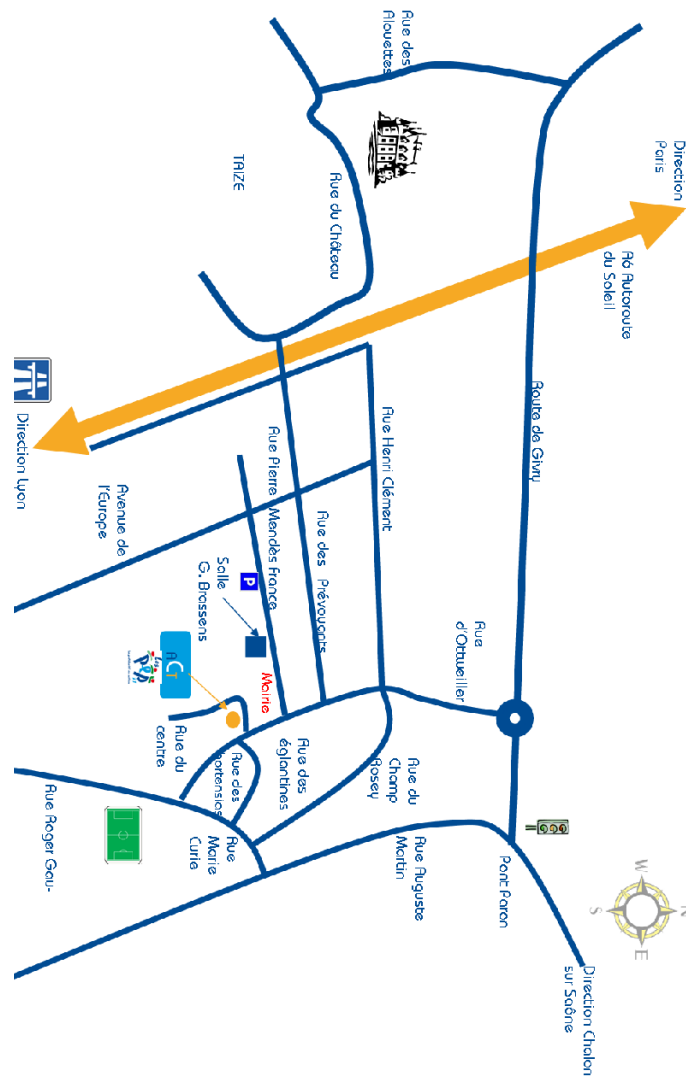 Direction
Paris
A6 Autoroute
du Soleil
N
W
E
S
Direction Chalon
sur Saône
Route de Givry
Pont Paron
Rue
d'Ottweiller
Rue des
Alouettes
Rue du
Champ
Rosey
Rue Auguste
Martin
Rue Henri Clément
Rue du Château
Rue des Prévoyants
Rue des
églantines
Rue Pierre Mendès France
Mairie
P
TAIZE
Salle
G. Brassens
Rue des
hortensias
Rue
Marie
Curie
Rue du
centre
ACT
Les
pep
Avenue de
l'Europe
Direction Lyon
Rue Roger Gau-